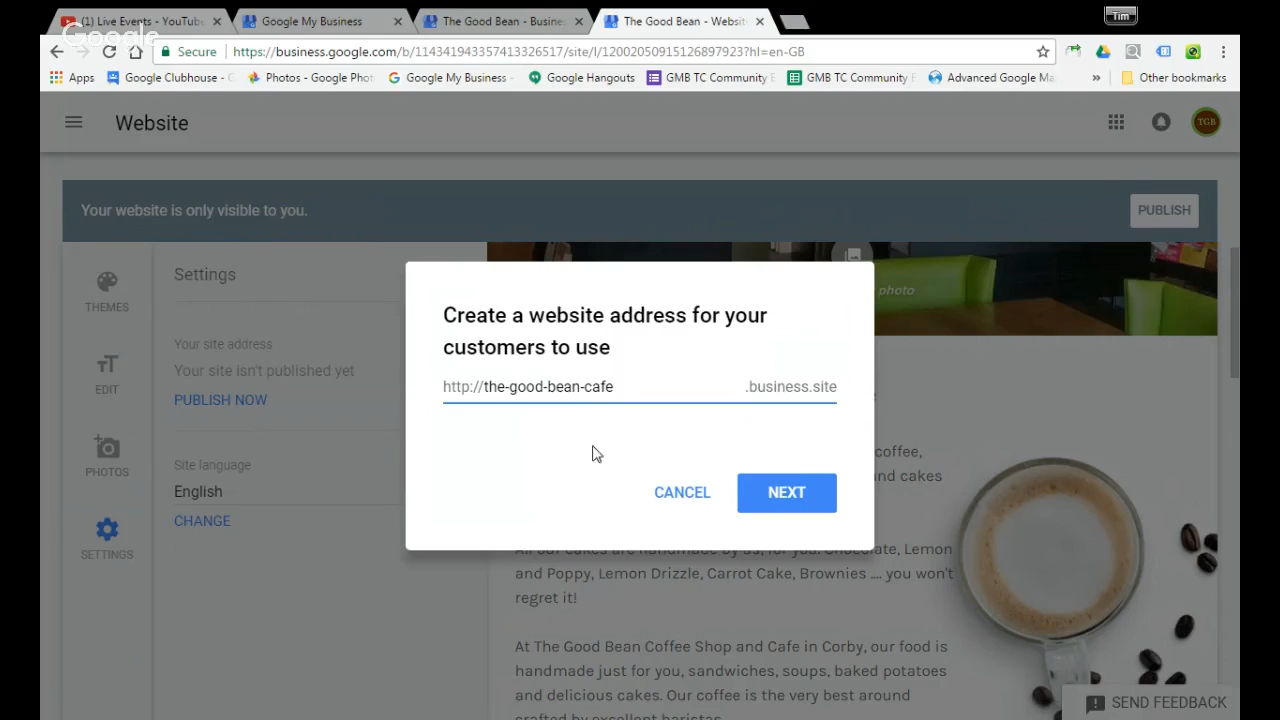 (1) Live Events - YouTube
Google My Business
The Good Bean - Busines
The Good Bean - Website
Tim
Google
Secure
https://business.google.com/b/114341943357413326517/site/l/12002050915126897923?hl=en-GB
Apps
Google Clubhouse - G
Photos - Google Phot
Google My Business -
Google Hangouts
GMB TC Community E
GMB TC Community F
Advanced Google Ma
»
Other bookmarks
Website
TGB
Your website is only visible to you.
PUBLISH
THEMES
EDIT
PHOTOS
SETTINGS
Settings
Your site address
Your site isn't published yet
PUBLISH NOW
Site language
English
CHANGE
photo
Create a website address for your
customers to use
http://the-good-bean-cafe .business.site
CANCEL
NEXT
coffee,
and cakes
All our cakes are handmade by us, for you. Chocolate, Lemon
and Poppy, Lemon Drizzle, Carrot Cake, Brownies .... you won't
regret it!
At The Good Bean Coffee Shop and Cafe in Corby, our food is
handmade just for you, sandwiches, soups, baked potatoes
and delicious cakes. Our coffee is the very best around
crafted by excellent baristas
SEND FEEDBACK